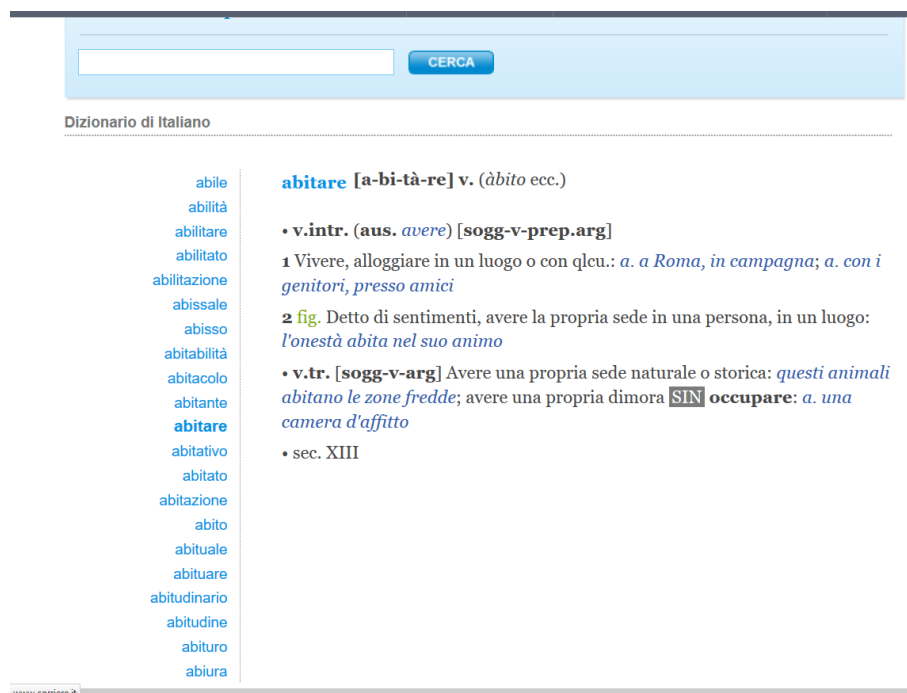 CERCA
Dizionario di Italiano
abile
abilità
abilitare
abilitato
abilitazione
abissale
abisso
abitabilità
abitacolo
abitante
abitare
abitativo
abitato
abitazione
abito
abituale
abituare
abitudinario
abitudine
abituro
abiura
abitare [a-bi-tà-re] v. (àbito ecc.)
• v.intr. (aus. avere) [sogg-v-prep.arg]
1 Vivere, alloggiare in un luogo o con qlcu.: a. a Roma, in campagna; a. con i
genitori, presso amici
2 fig. Detto di sentimenti, avere la propria sede in una persona, in un luogo:
l'onestà abita nel suo animo
• v.tr. [sogg-v-arg] Avere una propria sede naturale o storica: questi animali
abitano le zone fredde; avere una propria dimora SIN occupare: a. una
camera d'affitto
• sec. XIII